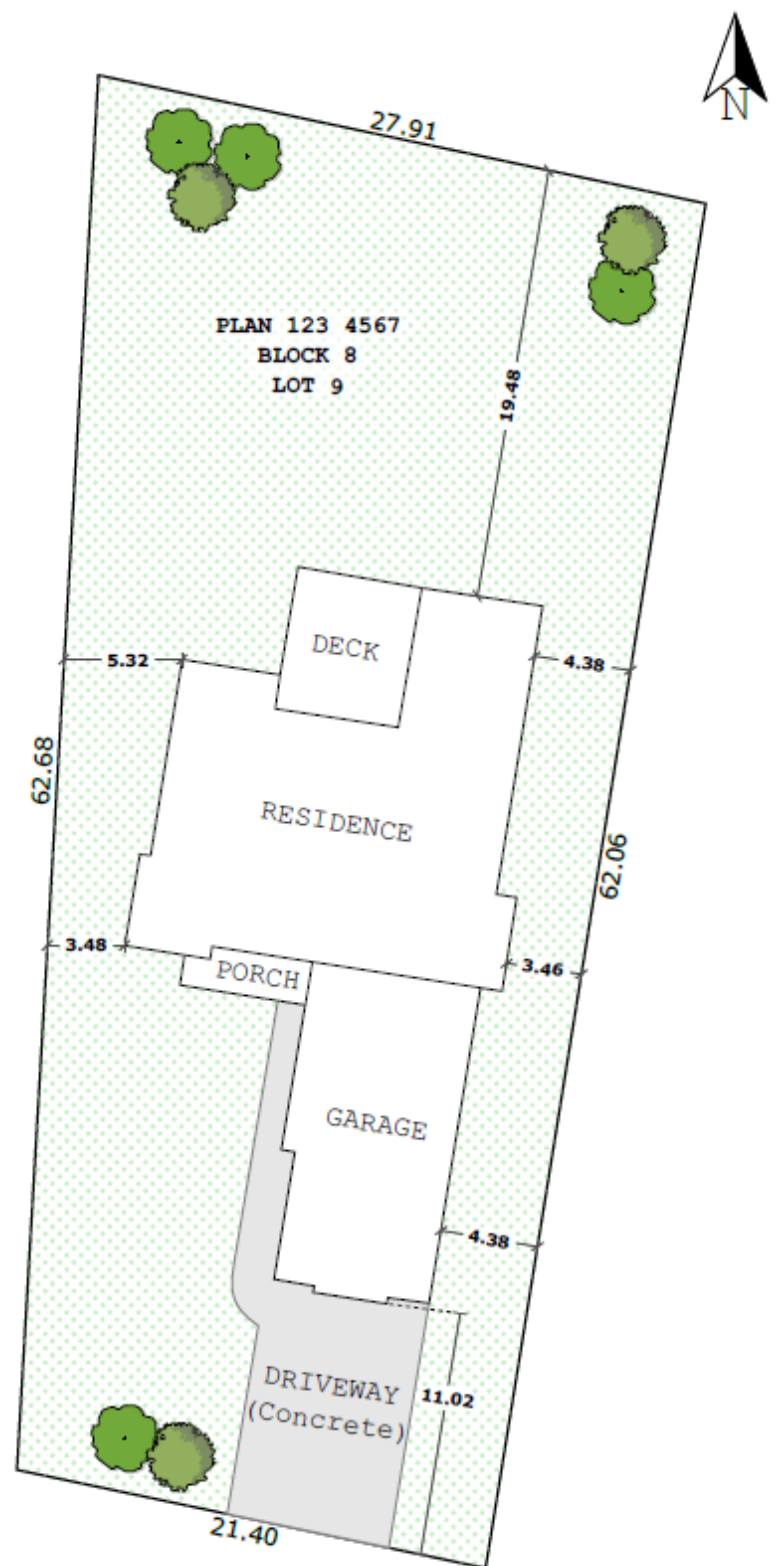 N
27.91
PLAN 123 4567
BLOCK 8
LOT 9
19.48
DECK
5.32
4.38
62.68
RESIDENCE
62.06
3.48
PORCH
3.46
GARAGE
4.38
DRIVEWAY
(Concrete)
11.02
21.40